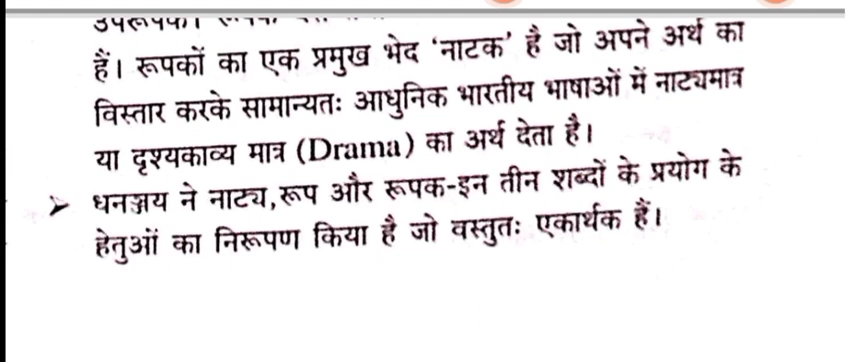 हैं। रूपकों का एक प्रमुख भेद ‘नाटक’ है जो अपने अर्थ का
विस्तार करके सामान्यतः आधुनिक भारतीय भाषाओं में नाट्यमात्र
या दृश्यकाव्य मात्र (Drama) का अर्थ देता है।
➤ धनञ्जय ने नाट्य,रूप और रूपक-इन तीन शब्दों के प्रयोग के
हेतुओं का निरूपण किया है जो वस्तुतः एकार्थक हैं।